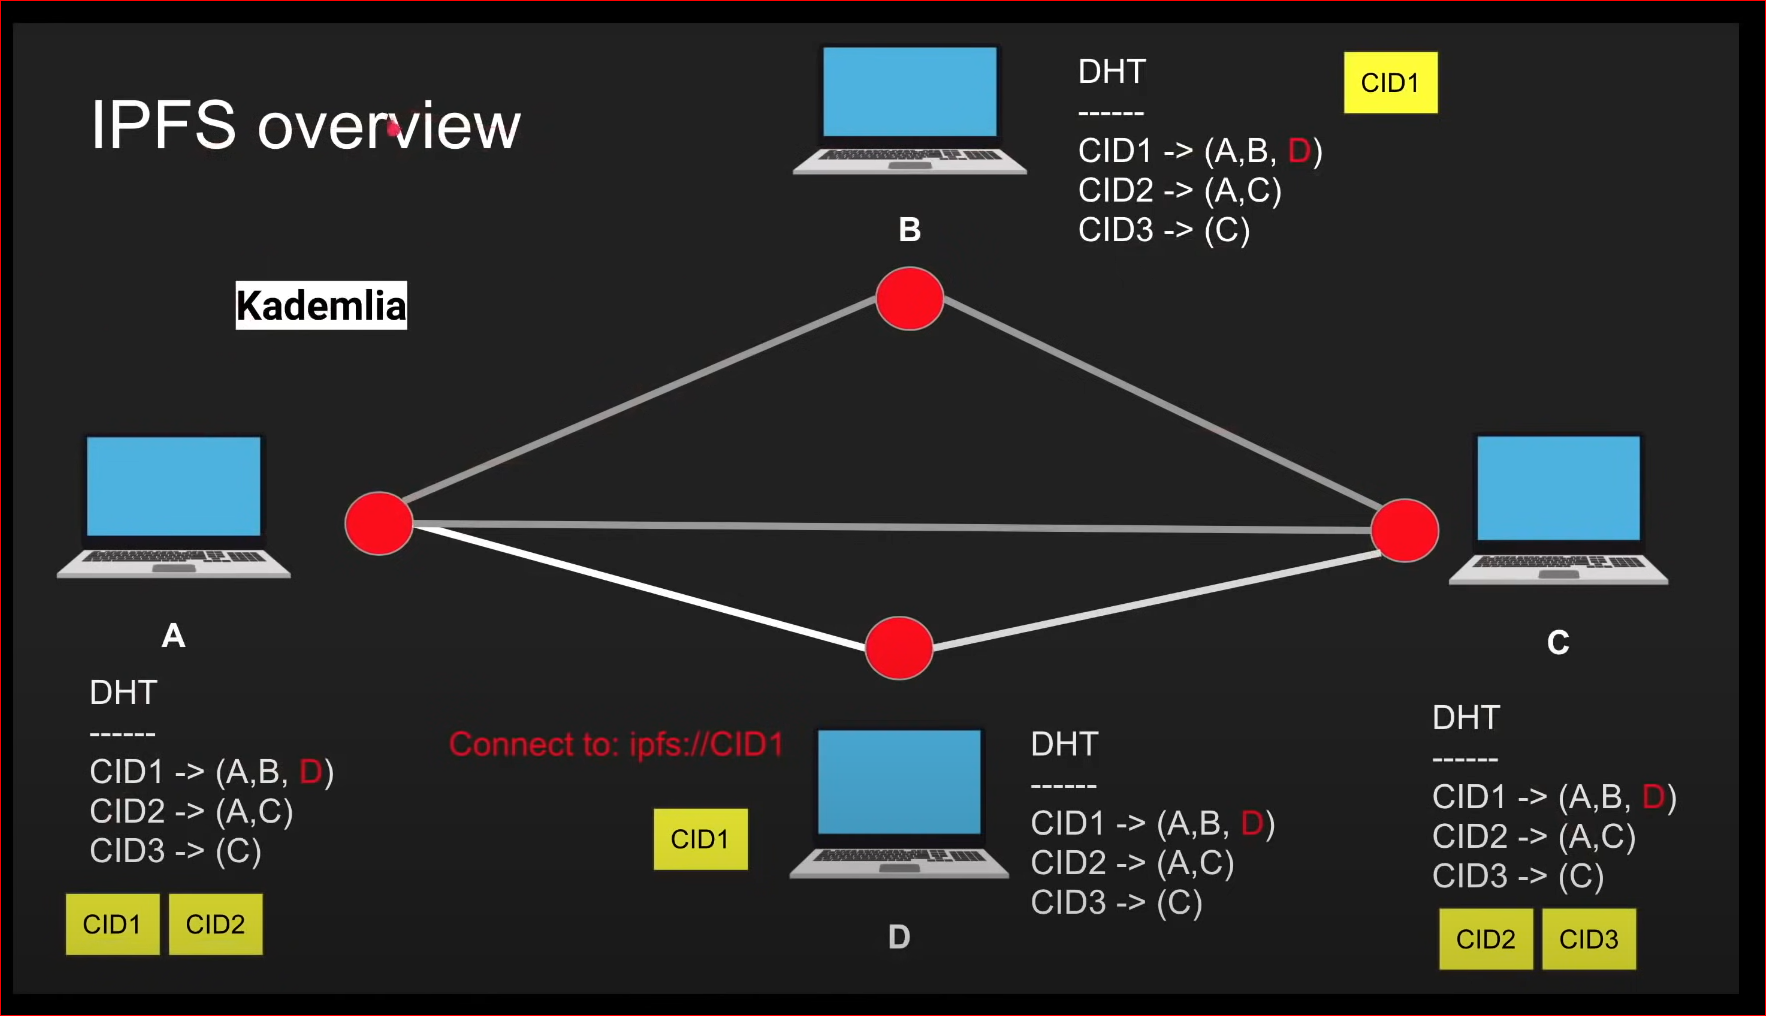 IPFS overview
Kademlia
B
DHT
------
CID1 -> (A,B, D)
CID2 -> (A,C)
CID3 -> (C)
CID1
A
DHT
------
CID1 -> (A,B, D)
CID2 -> (A,C)
CID3 -> (C)
CID1
CID2
Connect to: ipfs://CID1
CID1
D
DHT
------
CID1 -> (A,B, D)
CID2 -> (A,C)
CID3 -> (C)
C
DHT
------
CID1 -> (A,B, D)
CID2 -> (A,C)
CID3 -> (C)
CID2
CID3